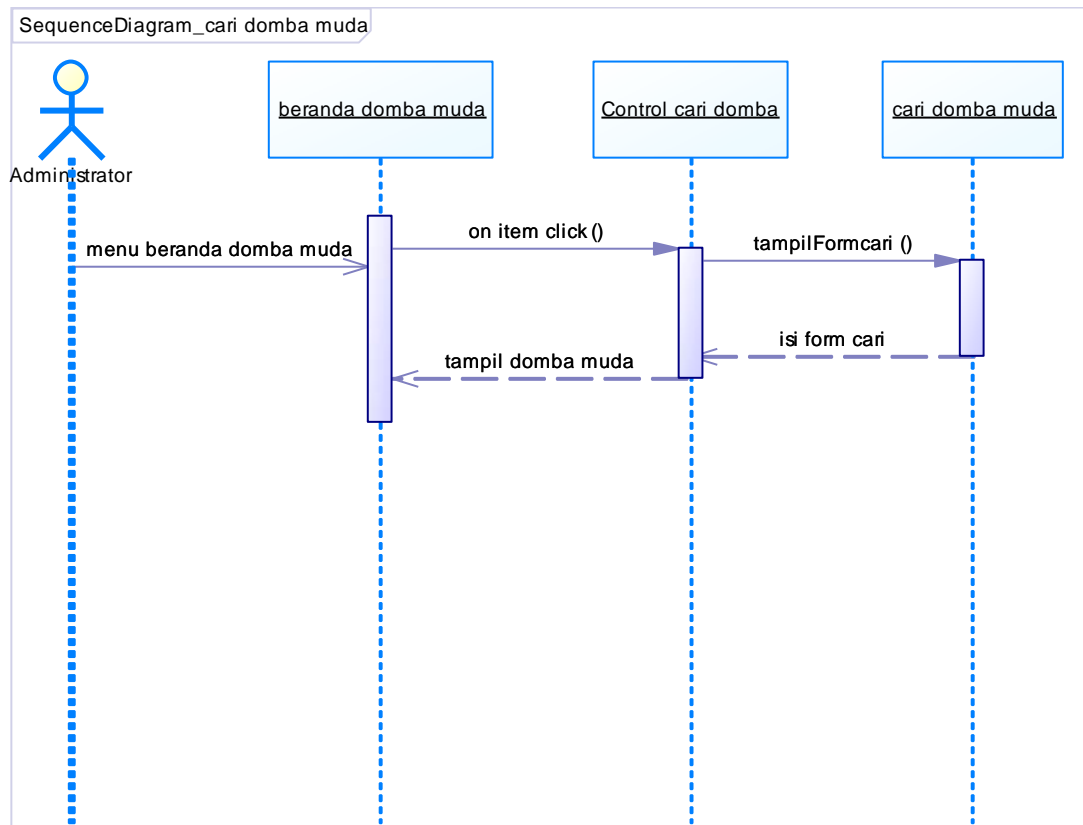 SequenceDiagram_cari domba muda
beranda domba muda
Control cari domba
cari domba muda
Administrator
on item click ()
menu beranda domba muda
tampilFormcari ()
isi form cari
tampil domba muda